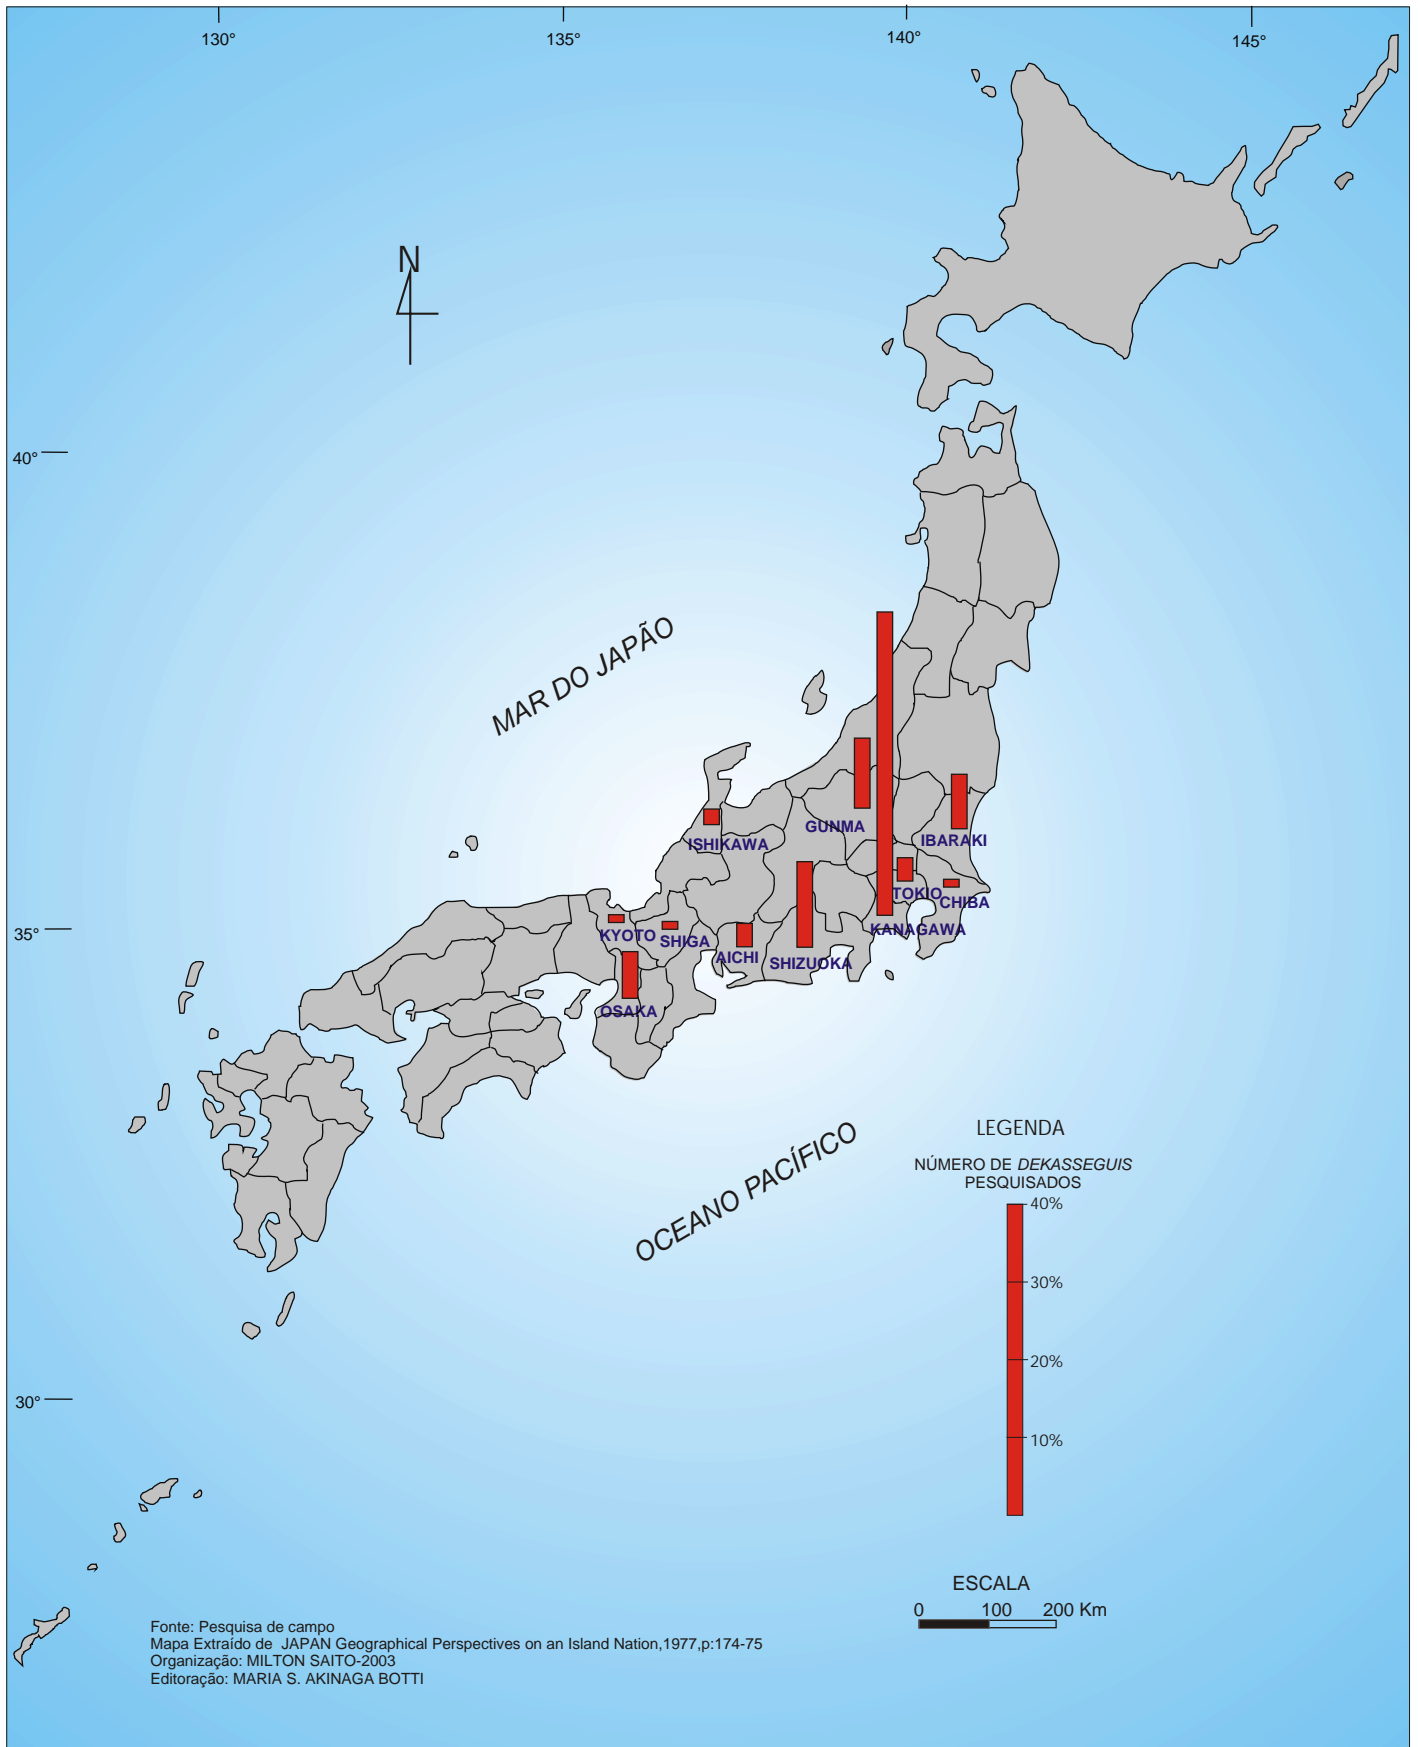 130°
135°
140°
145°
N
40°
MAR DO JAPÃO
GUNMA
IBARAKI
ISHIKAWA
TOKIO
CHIBA
KANAGAWA
35°
KYOTO
SHIGA
AICHI
SHIZUOKA
OSAKA
OCEANO PACÍFICO
LEGENDA
NÚMERO DE DEKASSEGUIS
PESQUISADOS
40%
30%
20%
10%
30°
ESCALA
0 100 200 Km
Fonte: Pesquisa de campo
Mapa Extraído de JAPAN Geographical Perspectives on an Island Nation,1977,p:174-75
Organização: MILTON SAITO-2003
Editoração: MARIA S. AKINAGA BOTTI